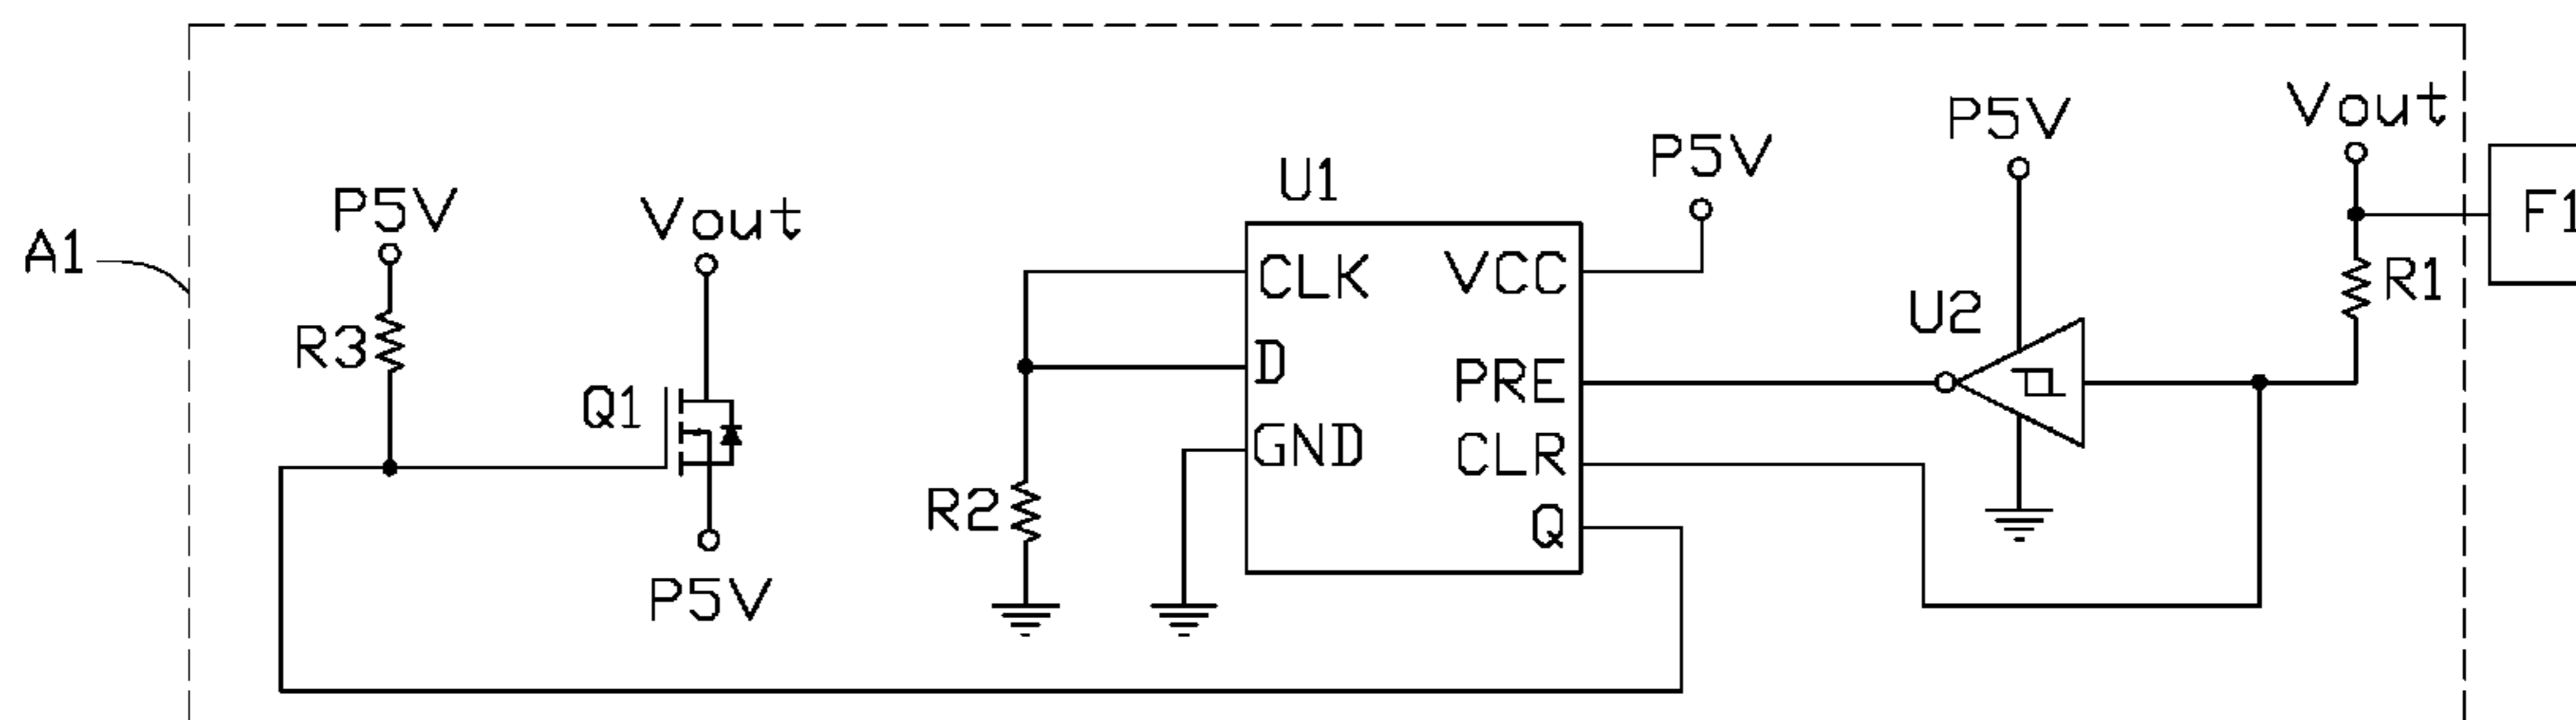 A1
P5V
R3
Vout
Q1
P5V
R2
U1
CLK
D
GND
VCC
PRE
CLR
Q
P5V
P5V
U2
Vout
R1
F1